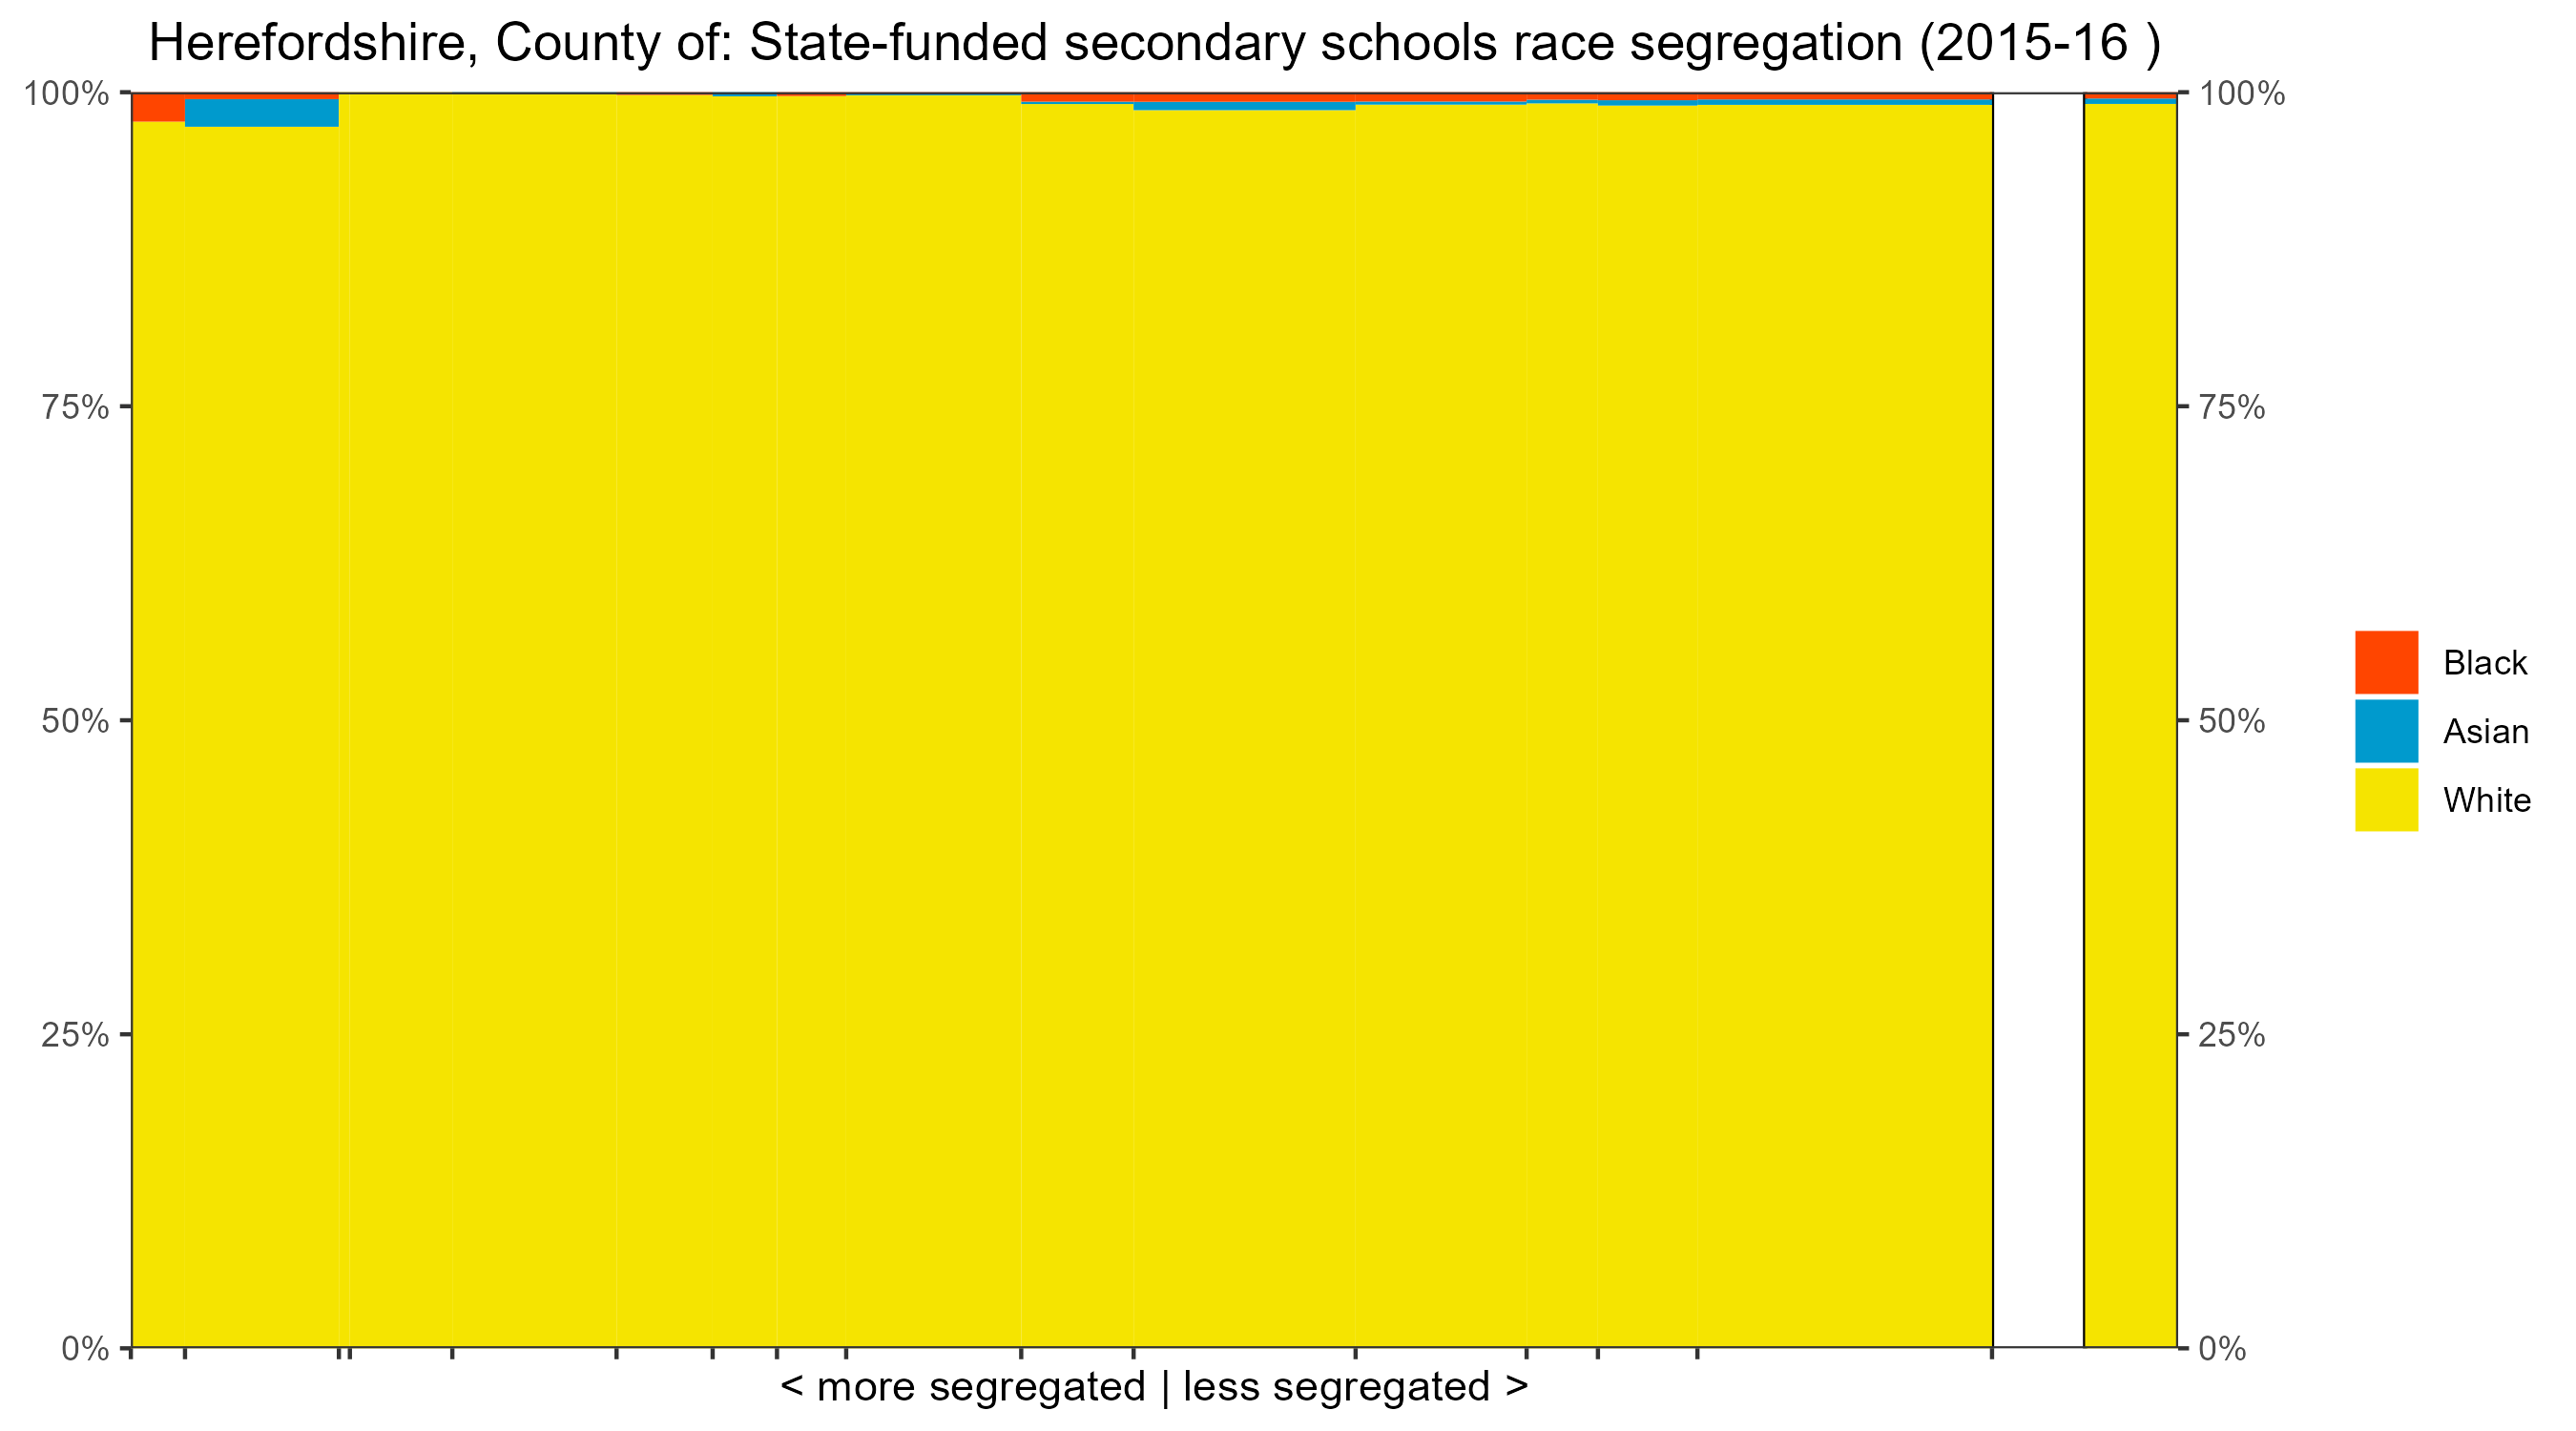 Herefordshire, County of: State-funded secondary schools race segregation (2015-16 )
100%
75%
50%
25%
0%
100%
75%
50%
25%
0%
Black
Asian
White
< more segregated | less segregated >